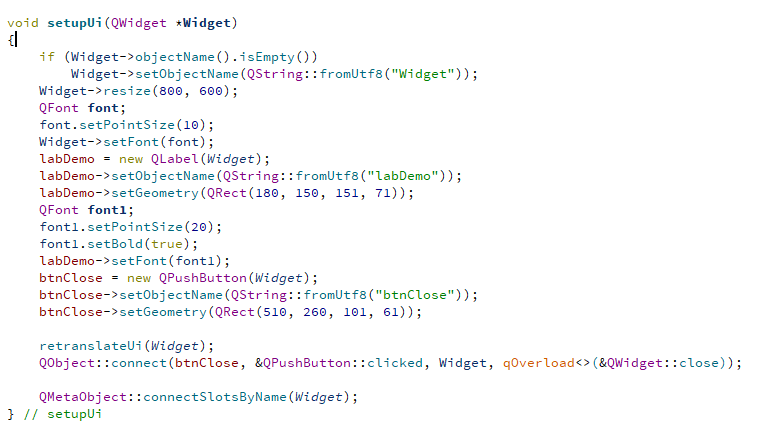 void setupUi(QWidget *Widget)
{
    if (Widget->objectName().isEmpty())
        Widget->setObjectName(QString::fromUtf8("Widget"));
    Widget->resize(800, 600);
    QFont font;
    font.setPointSize(10);
    Widget->setFont(font);
    labDemo = new QLabel(Widget);
    labDemo->setObjectName(QString::fromUtf8("labDemo"));
    labDemo->setGeometry(QRect(180, 150, 151, 71));
    QFont font1;
    font1.setPointSize(20);
    font1.setBold(true);
    labDemo->setFont(font1);
    btnClose = new QPushButton(Widget);
    btnClose->setObjectName(QString::fromUtf8("btnClose"));
    btnClose->setGeometry(QRect(510, 260, 101, 61));

    retranslateUi(Widget);
    QObject::connect(btnClose, &QPushButton::clicked, Widget, qOverload<>(&QWidget::close));

    QMetaObject::connectSlotsByName(Widget);
} // setupUi